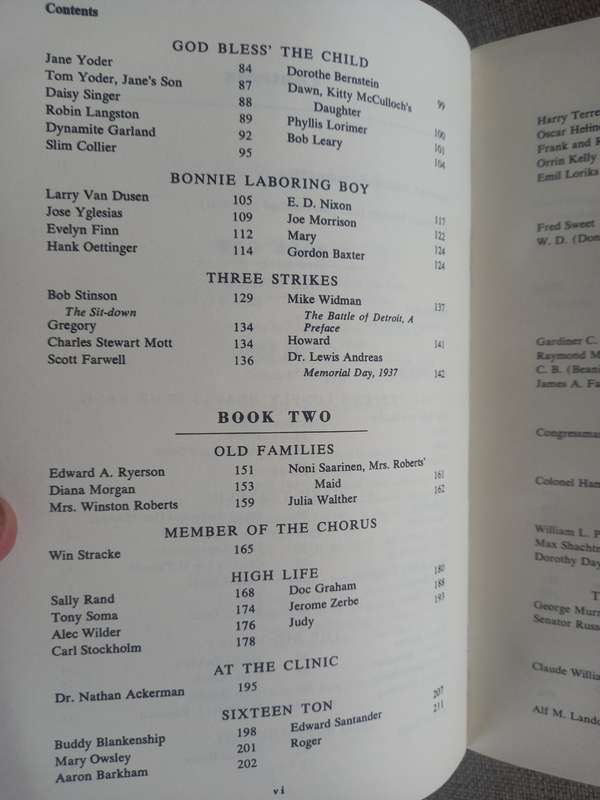 Contents
GOD BLESS' THE CHILD
Jane Yoder 84
Tom Yoder, Jane's Son 87
Daisy Singer 88
Robin Langston 89
Dynamite Garland 92
Slim Collier 95
Dorothe Bernstein 99
Dawn, Kitty McCulloch's
Daughter 100
Phyllis Lorimer 101
Bob Leary 104
BONNIE LABORING BOY
Larry Van Dusen 105
Jose Yglesias 109
Evelyn Finn 112
Hank Oettinger 114
E. D. Nixon 117
Joe Morrison 122
Mary 124
Gordon Baxter 124
THREE STRIKES
Bob Stinson 129
The Sit-down
Gregory 134
Charles Stewart Mott 134
Scott Farwell 136
Mike Widman 137
The Battle of Detroit, A
Preface
Howard 141
Dr. Lewis Andreas 142
Memorial Day, 1937
BOOK TWO
OLD FAMILIES
Edward A. Ryerson 151
Diana Morgan 153
Mrs. Winston Roberts 159
Noni Saarinen, Mrs. Roberts'
Maid 161
Julia Walther 162
MEMBER OF THE CHORUS
Win Stracke 165
HIGH LIFE
Sally Rand 168
Tony Soma 174
Alec Wilder 176
Carl Stockholm 178
Doc Graham 180
Jerome Zerbe 188
Judy 193
AT THE CLINIC
Dr. Nathan Ackerman 195
SIXTEEN TON
Buddy Blankenship 198
Mary Owsley 201
Aaron Barkham 202
Edward Santander 207
Roger 211
vi
Harry Terre
Oscar Heline
Frank and
Orrin Kelly
Emil Lorika
Fred Sweet
W. D. (Don
Gardiner C.
Raymond M
C. B. (Bean
James A. Fa
Congressma
Colonel Ham
William L. P
Max Shachtm
Dorothy Day
T
George Murr
Senator Russ
Claude Willia
Alf M. Lando